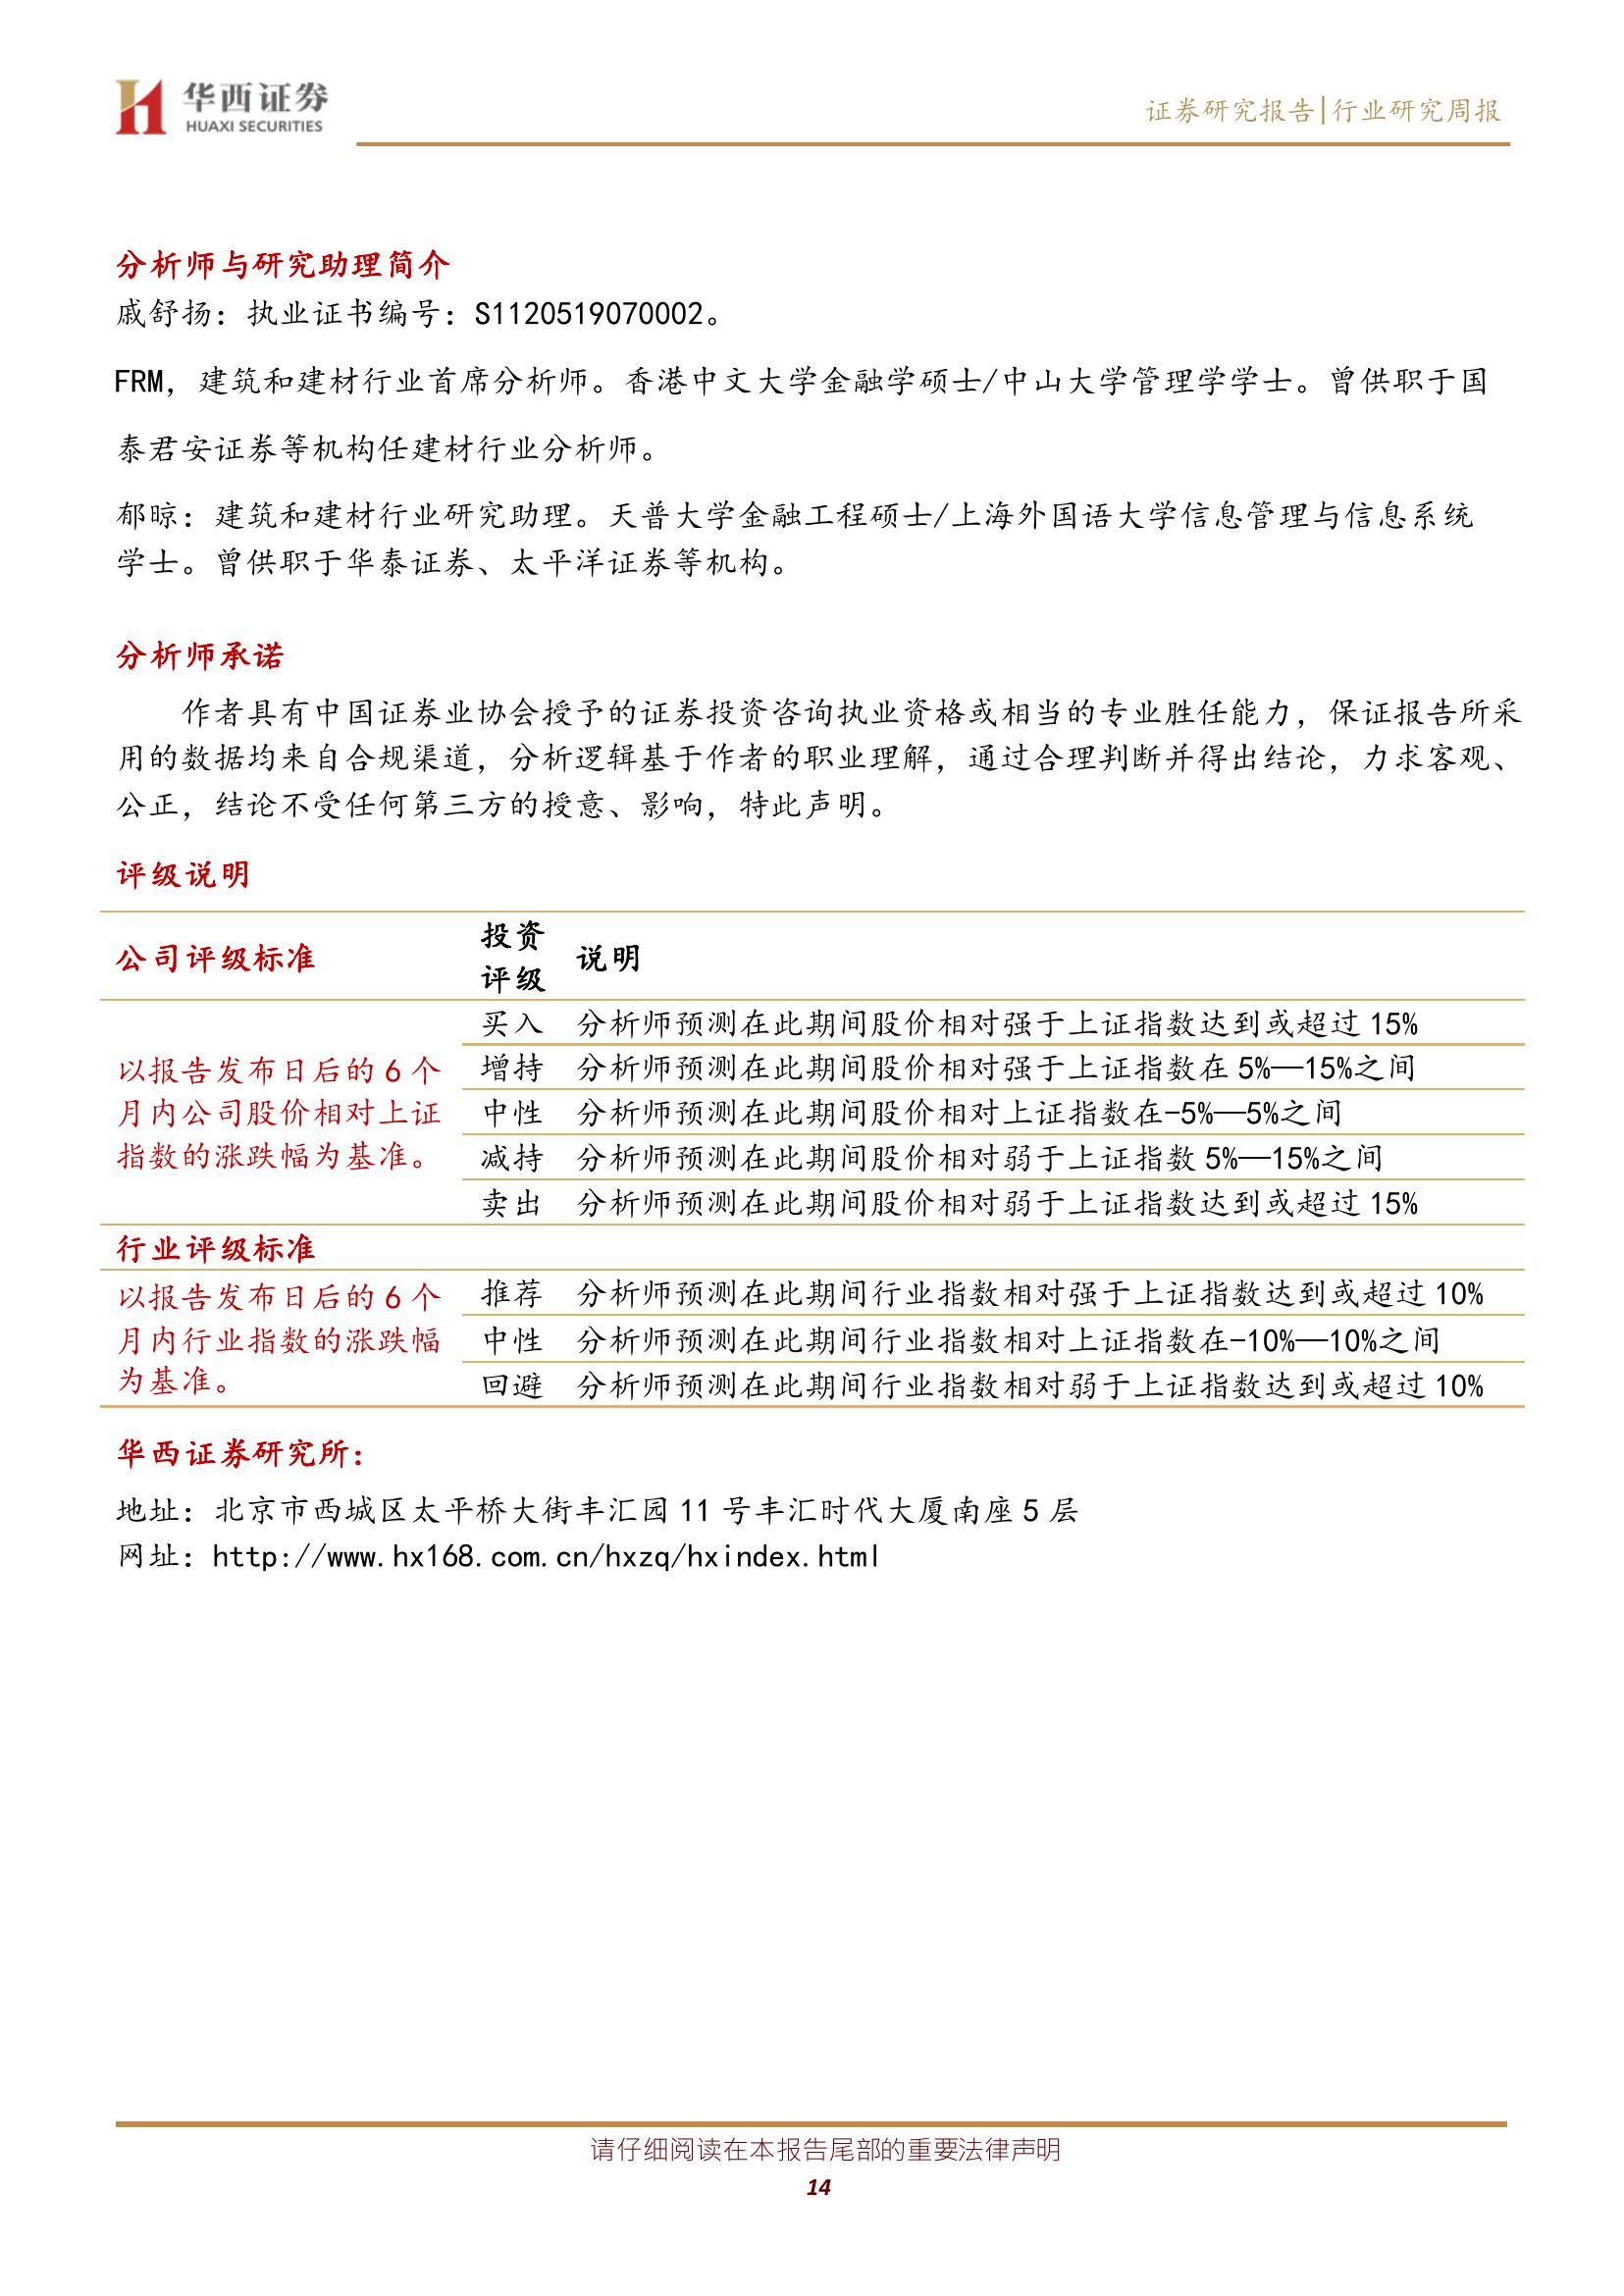 华西证券
HUAXI SECURITIES
证券研究报告|行业研究周报
分析师与研究助理简介
戚舒扬：执业证书编号：S1120519070002。
FRM，建筑和建材行业首席分析师。香港中文大学金融学硕士/中山大学管理学学士。曾供职于国
泰君安证券等机构任建材行业分析师。
郁晾：建筑和建材行业研究助理。天普大学金融工程硕士/上海外国语大学信息管理与信息系统
学士。曾供职于华泰证券、太平洋证券等机构。
分析师承诺
作者具有中国证券业协会授予的证券投资咨询执业资格或相当的专业胜任能力，保证报告所采
用的数据均来自合规渠道，分析逻辑基于作者的职业理解，通过合理判断并得出结论，力求客观、
公正，结论不受任何第三方的授意、影响，特此声明。
评级说明
公司评级标准
投资
评级
说明
以报告发布日后的 6 个
月内公司股价相对上证
指数的涨跌幅为基准。
买入 分析师预测在此期间股价相对强于上证指数达到或超过 15%
增持 分析师预测在此期间股价相对强于上证指数在 5%—15%之间
中性 分析师预测在此期间股价相对上证指数在-5%—5%之间
减持 分析师预测在此期间股价相对弱于上证指数 5%—15%之间
卖出 分析师预测在此期间股价相对弱于上证指数达到或超过 15%
行业评级标准
以报告发布日后的 6 个
月内行业指数的涨跌幅
为基准。
推荐 分析师预测在此期间行业指数相对强于上证指数达到或超过 10%
中性 分析师预测在此期间行业指数相对上证指数在-10%—10%之间
回避 分析师预测在此期间行业指数相对弱于上证指数达到或超过 10%
华西证券研究所：
地址：北京市西城区太平桥大街丰汇园 11 号丰汇时代大厦南座 5 层
网址：http://www.hx168.com.cn/hxzq/hxindex.html
请仔细阅读在本报告尾部的重要法律声明
14